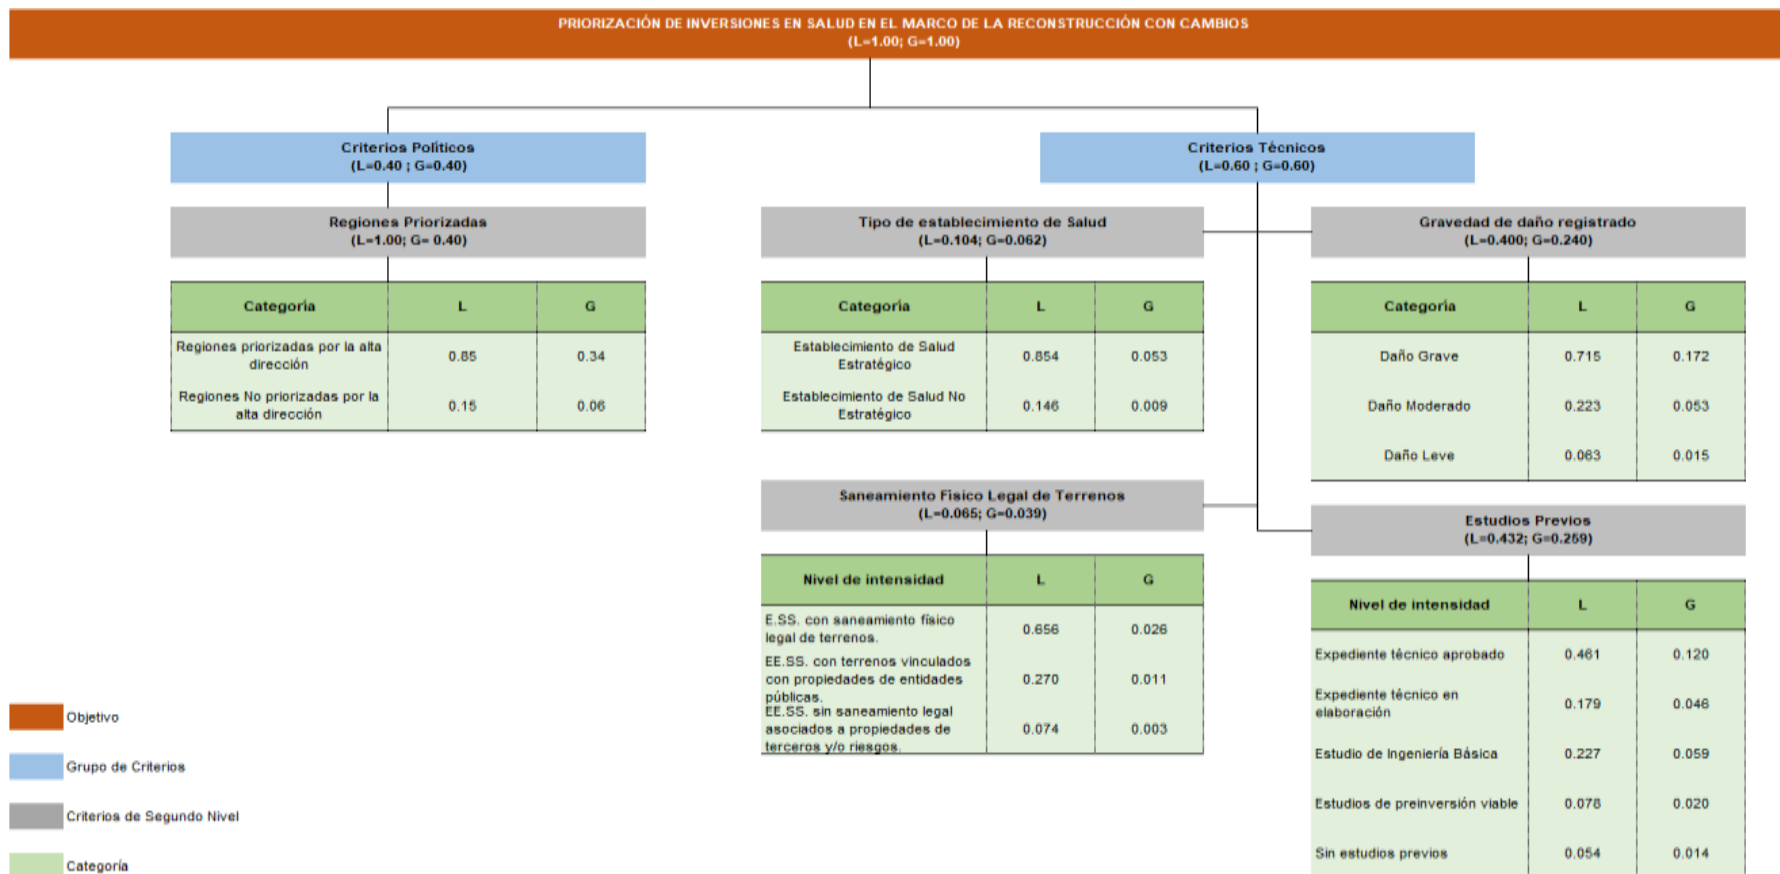 PRIORIZACIÓN DE INVERSIONES EN SALUD EN EL MARCO DE LA RECONSTRUCCIÓN CON CAMBIOS
(L=1.00; G=1.00)
Criterios Políticos
(L=0.40 ; G=0.40)
Criterios Técnicos
(L=0.60 ; G=0.60)
Regiones Priorizadas
(L=1.00; G= 0.40)
Categoría L G
Regiones priorizadas por la alta
dirección
0.85 0.34
Regiones No priorizadas por la
alta dirección
0.15 0.06
Tipo de establecimiento de Salud
(L=0.104; G=0.062)
Categoría L G
Establecimiento de Salud
Estratégico
0.854 0.053
Establecimiento de Salud No
Estratégico
0.146 0.009
Gravedad de daño registrado
(L=0.400; G=0.240)
Categoría L G
Daño Grave 0.715 0.172
Daño Moderado 0.223 0.053
Daño Leve 0.063 0.015
Saneamiento Fìsico Legal de Terrenos
(L=0.065; G=0.039)
Nivel de intensidad L G
E.SS. con saneamiento físico
legal de terrenos.
0.656 0.026
EE.SS. con terrenos vinculados
con propiedades de entidades
públicas.
0.270 0.011
EE.SS. sin saneamiento legal
asociados a propiedades de
terceros y/o riesgos.
0.074 0.003
Estudios Previos
(L=0.432; G=0.259)
Nivel de intensidad L G
Expediente técnico aprobado 0.461 0.120
Expediente técnico en
elaboración
0.179 0.046
Estudio de Ingeniería Básica 0.227 0.059
Estudios de preinversión viable 0.078 0.020
Sin estudios previos 0.054 0.014
Objetivo
Grupo de Criterios
Criterios de Segundo Nivel
Categoría